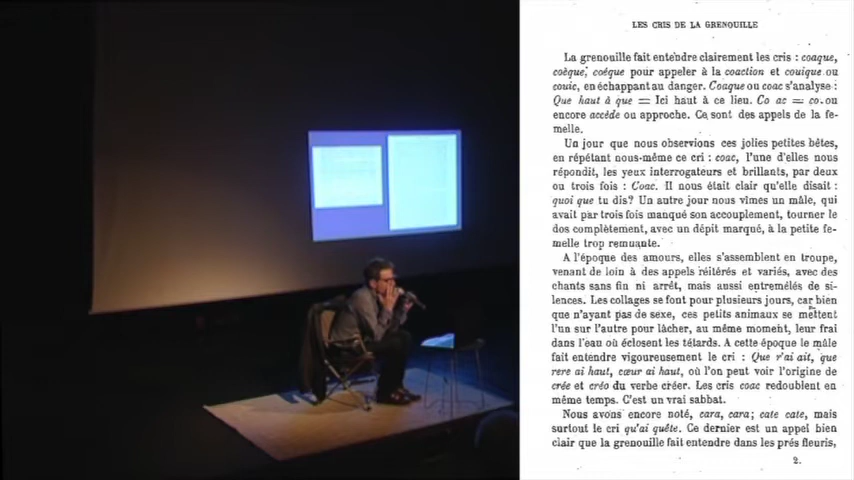 LES CRIS DE LA GRENOUILLE
La grenouille fait entendre clairement les cris : coaque,
coèque, coéque pour appeler à la coaction et couique ou
couic, en échappant au danger. Coaque ou coac s'analyse :
Que haut à que = Ici haut à ce lieu. Co ac = co ou
encore accède ou approche. Ce sont des appels de la fe-
melle.
Un jour que nous observions ces jolies petites bêtes,
en répétant nous-même ce cri : coac, l'une d'elles nous
répondit, les yeux interrogateurs et brillants, par deux
ou trois fois : Coac. Il nous était clair qu'elle disait :
quoi que tu dis? Un autre jour nous vîmes un mâle, qui
avait par trois fois manqué son accouplement, tourner le
dos complètement, avec un dépit marqué, à la petite fe-
melle trop remuante.
A l'époque des amours, elles s'assemblent en troupe,
venant de loin à des appels réitérés et variés, avec des
chants sans fin ni arrêt, mais aussi entremêlés de si-
lences. Les collages se font pour plusieurs jours, car bien
que n'ayant pas de sexe, ces petits animaux se mettent
l'un sur l'autre pour lâcher, au même moment, leur frai
dans l'eau où éclosent les tétards. A cette époque le mâle
fait entendre vigoureusement le cri : Que r'ai ait, que
rere ai haut, cœur ai haut, où l'on peut voir l'origine de
crée et créo du verbe créer. Les cris coac redoublent en
même temps. C'est un vrai sabbat.
Nous avons encore noté, cara, cara; cate cate, mais
surtout le cri qu'ai quête. Ce dernier est un appel bien
clair que la grenouille fait entendre dans les prés fleuris,
2.